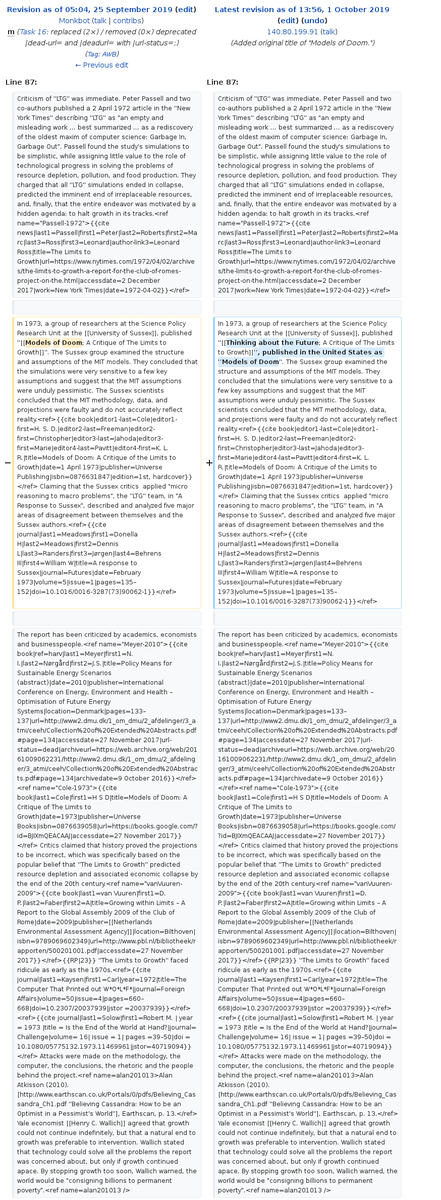 Revision as of 05:04, 25 September 2019 (edit)
Monkbot (talk | contribs)
m (Task 16: replaced (2×) / removed (0×) deprecated
|dead-url= and |deadurl= with |url-status=;)
(Tag: AWB)
← Previous edit
Latest revision as of 13:56, 1 October 2019
(edit) (undo)
140.80.199.91 (talk)
(Added original title of "Models of Doom.")
Line 87:
Line 87:
Criticism of "LTG" was immediate. Peter Passell and two
co-authors published a 2 April 1972 article in the "New
York Times" describing "LTG" as "an empty and
misleading work ... best summarized ... as a rediscovery
of the oldest maxim of computer science: Garbage In,
Garbage Out". Passell found the study's simulations to
be simplistic, while assigning little value to the role of
technological progress in solving the problems of
resource depletion, pollution, and food production. They
charged that all "LTG" simulations ended in collapse,
predicted the imminent end of irreplaceable resources,
and, finally, that the entire endeavor was motivated by a
hidden agenda: to halt growth in its tracks.<ref
name="Passell-1972">{{cite
news|last1=Passell|first1=Peter|last2=Roberts|first2=Ma
rc|last3=Ross|first3=Leonard|author-link3=Leonard
Ross|title=The Limits to
Growth|url=https://www.nytimes.com/1972/04/02/archive
s/the-limits-to-growth-a-report-for-the-club-of-romes-
project-on-the.html|accessdate=2 December
2017|work=New York Times|date=1972-04-02}}</ref>
Criticism of "LTG" was immediate. Peter Passell and two
co-authors published a 2 April 1972 article in the "New
York Times" describing "LTG" as "an empty and
misleading work ... best summarized ... as a rediscovery
of the oldest maxim of computer science: Garbage In,
Garbage Out". Passell found the study's simulations to
be simplistic, while assigning little value to the role of
technological progress in solving the problems of
resource depletion, pollution, and food production. They
charged that all "LTG" simulations ended in collapse,
predicted the imminent end of irreplaceable resources,
and, finally, that the entire endeavor was motivated by a
hidden agenda: to halt growth in its tracks.<ref
name="Passell-1972">{{cite
news|last1=Passell|first1=Peter|last2=Roberts|first2=Ma
rc|last3=Ross|first3=Leonard|author-link3=Leonard
Ross|title=The Limits to
Growth|url=https://www.nytimes.com/1972/04/02/archive
s/the-limits-to-growth-a-report-for-the-club-of-romes-
project-on-the.html|accessdate=2 December
2017|work=New York Times|date=1972-04-02}}</ref>
−
In 1973, a group of researchers at the Science Policy
Research Unit at the [[University of Sussex]], published
''[[Models of Doom: A Critique of The Limits to
Growth]]''. The Sussex group examined the structure
and assumptions of the MIT models. They concluded that
the simulations were very sensitive to a few key
assumptions and suggest that the MIT assumptions
were unduly pessimistic. The Sussex scientists
concluded that the MIT methodology, data, and
projections were faulty and do not accurately reflect
reality.<ref>{{cite book|editor1-last=Cole|editor1-
first=H. S. D.|editor2-last=Freeman|editor2-
first=Christopher|editor3-last=Jahoda|editor3-
first=Marie|editor4-last=Pavitt|editor4-first=K. L.
R.|title=Models of Doom: A Critique of the Limits to
Growth|date=1 April 1973|publisher=Universe
Publishing|isbn=0876631847|edition=1st, hardcover}}
</ref> Claiming that the Sussex critics  applied "micro
reasoning to macro problems", the "LTG" team, in "A
Response to Sussex", described and analyzed five major
areas of disagreement between themselves and the
Sussex authors.<ref>{{cite
journal|last1=Meadows|first1=Donella
H|last2=Meadows|first2=Dennis
L|last3=Randers|first3=Jørgen|last4=Behrens
III|first4=William W|title=A response to
Sussex|journal=Futures|date=February
1973|volume=5|issue=1|pages=135–
152|doi=10.1016/0016-3287(73)90062-1}}</ref>
+
In 1973, a group of researchers at the Science Policy
Research Unit at the [[University of Sussex]], published
''[[Thinking about the Future; A Critique of The Limits
to Growth]]'', published in the United States as
''Models of Doom''. The Sussex group examined the
structure and assumptions of the MIT models. They
concluded that the simulations were very sensitive to a
few key assumptions and suggest that the MIT
assumptions were unduly pessimistic. The Sussex
scientists concluded that the MIT methodology, data,
and projections were faulty and do not accurately reflect
reality.<ref>{{cite book|editor1-last=Cole|editor1-
first=H. S. D.|editor2-last=Freeman|editor2-
first=Christopher|editor3-last=Jahoda|editor3-
first=Marie|editor4-last=Pavitt|editor4-first=K. L.
R.|title=Models of Doom: A Critique of the Limits to
Growth|date=1 April 1973|publisher=Universe
Publishing|isbn=0876631847|edition=1st, hardcover}}
</ref> Claiming that the Sussex critics  applied "micro
reasoning to macro problems", the "LTG" team, in "A
Response to Sussex", described and analyzed five major
areas of disagreement between themselves and the
Sussex authors.<ref>{{cite
journal|last1=Meadows|first1=Donella
H|last2=Meadows|first2=Dennis
L|last3=Randers|first3=Jørgen|last4=Behrens
III|first4=William W|title=A response to
Sussex|journal=Futures|date=February
1973|volume=5|issue=1|pages=135–
152|doi=10.1016/0016-3287(73)90062-1}}</ref>
The report has been criticized by academics, economists
and businesspeople.<ref name="Meyer-2010">{{cite
book|ref=harv|last1=Meyer|first1=N.
I.|last2=Nørgård|first2=J.S.|title=Policy Means for
Sustainable Energy Scenarios
(abstract)|date=2010|publisher=International
Conference on Energy, Environment and Health –
Optimisation of Future Energy
Systems|location=Denmark|pages=133–
137|url=http://www2.dmu.dk/1_om_dmu/2_afdelinger/3_a
tmi/ceeh/Collection%20of%20Extended%20Abstracts.pdf
#page=134|accessdate=27 November 2017|url-
status=dead|archiveurl=https://web.archive.org/web/201
61009062231/http://www2.dmu.dk/1_om_dmu/2_afdelinge
r/3_atmi/ceeh/Collection%20of%20Extended%20Abstrac
ts.pdf#page=134|archivedate=9 October 2016}}</ref>
<ref name="Cole-1973">{{cite
book|last1=Cole|first1=H S D|title=Models of Doom: A
Critique of The Limits to
Growth|date=1973|publisher=Universe
Books|isbn=0876639058|url=https://books.google.com/?
id=BJIXmQEACAAJ|accessdate=27 November 2017}}
</ref> Critics claimed that history proved the projections
to be incorrect, which was specifically based on the
popular belief that "The Limits to Growth" predicted
resource depletion and associated economic collapse by
the end of the 20th century.<ref name="vanVuuren-
2009">{{cite book|last1=van Vuuren|first1=D.
P.|last2=Faber|first2=A|title=Growing within Limits – A
Report to the Global Assembly 2009 of the Club of
Rome|date=2009|publisher=[[Netherlands
Environmental Assessment Agency]]|location=Bilthoven|
isbn=9789069602349|url=http://www.pbl.nl/bibliotheek/r
apporten/500201001.pdf|accessdate=27 November
2017}}</ref>{{RP|23}} "The Limits to Growth" faced
ridicule as early as the 1970s.<ref>{{cite
journal|last1=Kaysen|first1=Carl|year=1972|title=The
Computer That Printed out W*O*L*F*|journal=Foreign
Affairs|volume=50|issue=4|pages=660–
668|doi=10.2307/20037939|jstor =20037939}}</ref>
<ref>{{cite journal|last1=Solow|first1=Robert M. | year
= 1973 |title = Is the End of the World at Hand?|journal=
Challenge|volume= 16| issue = 1| pages =39–50|doi =
10.1080/05775132.1973.11469961|jstor=40719094}}
</ref> Attacks were made on the methodology, the
computer, the conclusions, the rhetoric and the people
behind the project.<ref name=alan201013>Alan
Atkisson (2010).
[http://www.earthscan.co.uk/Portals/0/pdfs/Believing_Cas
sandra_Ch1.pdf "Believing Cassandra: How to be an
Optimist in a Pessimist's World"], Earthscan, p. 13.</ref>
Yale economist [[Henry C. Wallich]] agreed that growth
could not continue indefinitely, but that a natural end to
growth was preferable to intervention. Wallich stated
that technology could solve all the problems the report
was concerned about, but only if growth continued
apace. By stopping growth too soon, Wallich warned, the
world would be "consigning billions to permanent
poverty".<ref name=alan201013 />
The report has been criticized by academics, economists
and businesspeople.<ref name="Meyer-2010">{{cite
book|ref=harv|last1=Meyer|first1=N.
I.|last2=Nørgård|first2=J.S.|title=Policy Means for
Sustainable Energy Scenarios
(abstract)|date=2010|publisher=International
Conference on Energy, Environment and Health –
Optimisation of Future Energy
Systems|location=Denmark|pages=133–
137|url=http://www2.dmu.dk/1_om_dmu/2_afdelinger/3_a
tmi/ceeh/Collection%20of%20Extended%20Abstracts.pdf
#page=134|accessdate=27 November 2017|url-
status=dead|archiveurl=https://web.archive.org/web/20
161009062231/http://www2.dmu.dk/1_om_dmu/2_afdelinge
r/3_atmi/ceeh/Collection%20of%20Extended%20Abstrac
ts.pdf#page=134|archivedate=9 October 2016}}</ref>
<ref name="Cole-1973">{{cite
book|last1=Cole|first1=H S D|title=Models of Doom: A
Critique of The Limits to
Growth|date=1973|publisher=Universe
Books|isbn=0876639058|url=https://books.google.com/?
id=BJIXmQEACAAJ|accessdate=27 November 2017}}
</ref> Critics claimed that history proved the projections
to be incorrect, which was specifically based on the
popular belief that "The Limits to Growth" predicted
resource depletion and associated economic collapse by
the end of the 20th century.<ref name="vanVuuren-
2009">{{cite book|last1=van Vuuren|first1=D.
P.|last2=Faber|first2=A|title=Growing within Limits – A
Report to the Global Assembly 2009 of the Club of
Rome|date=2009|publisher=[[Netherlands
Environmental Assessment Agency]]|location=Bilthoven|
isbn=9789069602349|url=http://www.pbl.nl/bibliotheek/r
apporten/500201001.pdf|accessdate=27 November
2017}}</ref>{{RP|23}} "The Limits to Growth" faced
ridicule as early as the 1970s.<ref>{{cite
journal|last1=Kaysen|first1=Carl|year=1972|title=The
Computer That Printed out W*O*L*F*|journal=Foreign
Affairs|volume=50|issue=4|pages=660–
668|doi=10.2307/20037939|jstor =20037939}}</ref>
<ref>{{cite journal|last1=Solow|first1=Robert M. | year
= 1973 |title = Is the End of the World at Hand?|journal=
Challenge|volume= 16| issue = 1| pages =39–50|doi =
10.1080/05775132.1973.11469961|jstor=40719094}}
</ref> Attacks were made on the methodology, the
computer, the conclusions, the rhetoric and the people
behind the project.<ref name=alan201013>Alan
Atkisson (2010).
[http://www.earthscan.co.uk/Portals/0/pdfs/Believing_Ca
ssandra_Ch1.pdf "Believing Cassandra: How to be an
Optimist in a Pessimist's World"], Earthscan, p. 13.</ref>
Yale economist [[Henry C. Wallich]] agreed that growth
could not continue indefinitely, but that a natural end to
growth was preferable to intervention. Wallich stated
that technology could solve all the problems the report
was concerned about, but only if growth continued
apace. By stopping growth too soon, Wallich warned, the
world would be "consigning billions to permanent
poverty".<ref name=alan201013 />